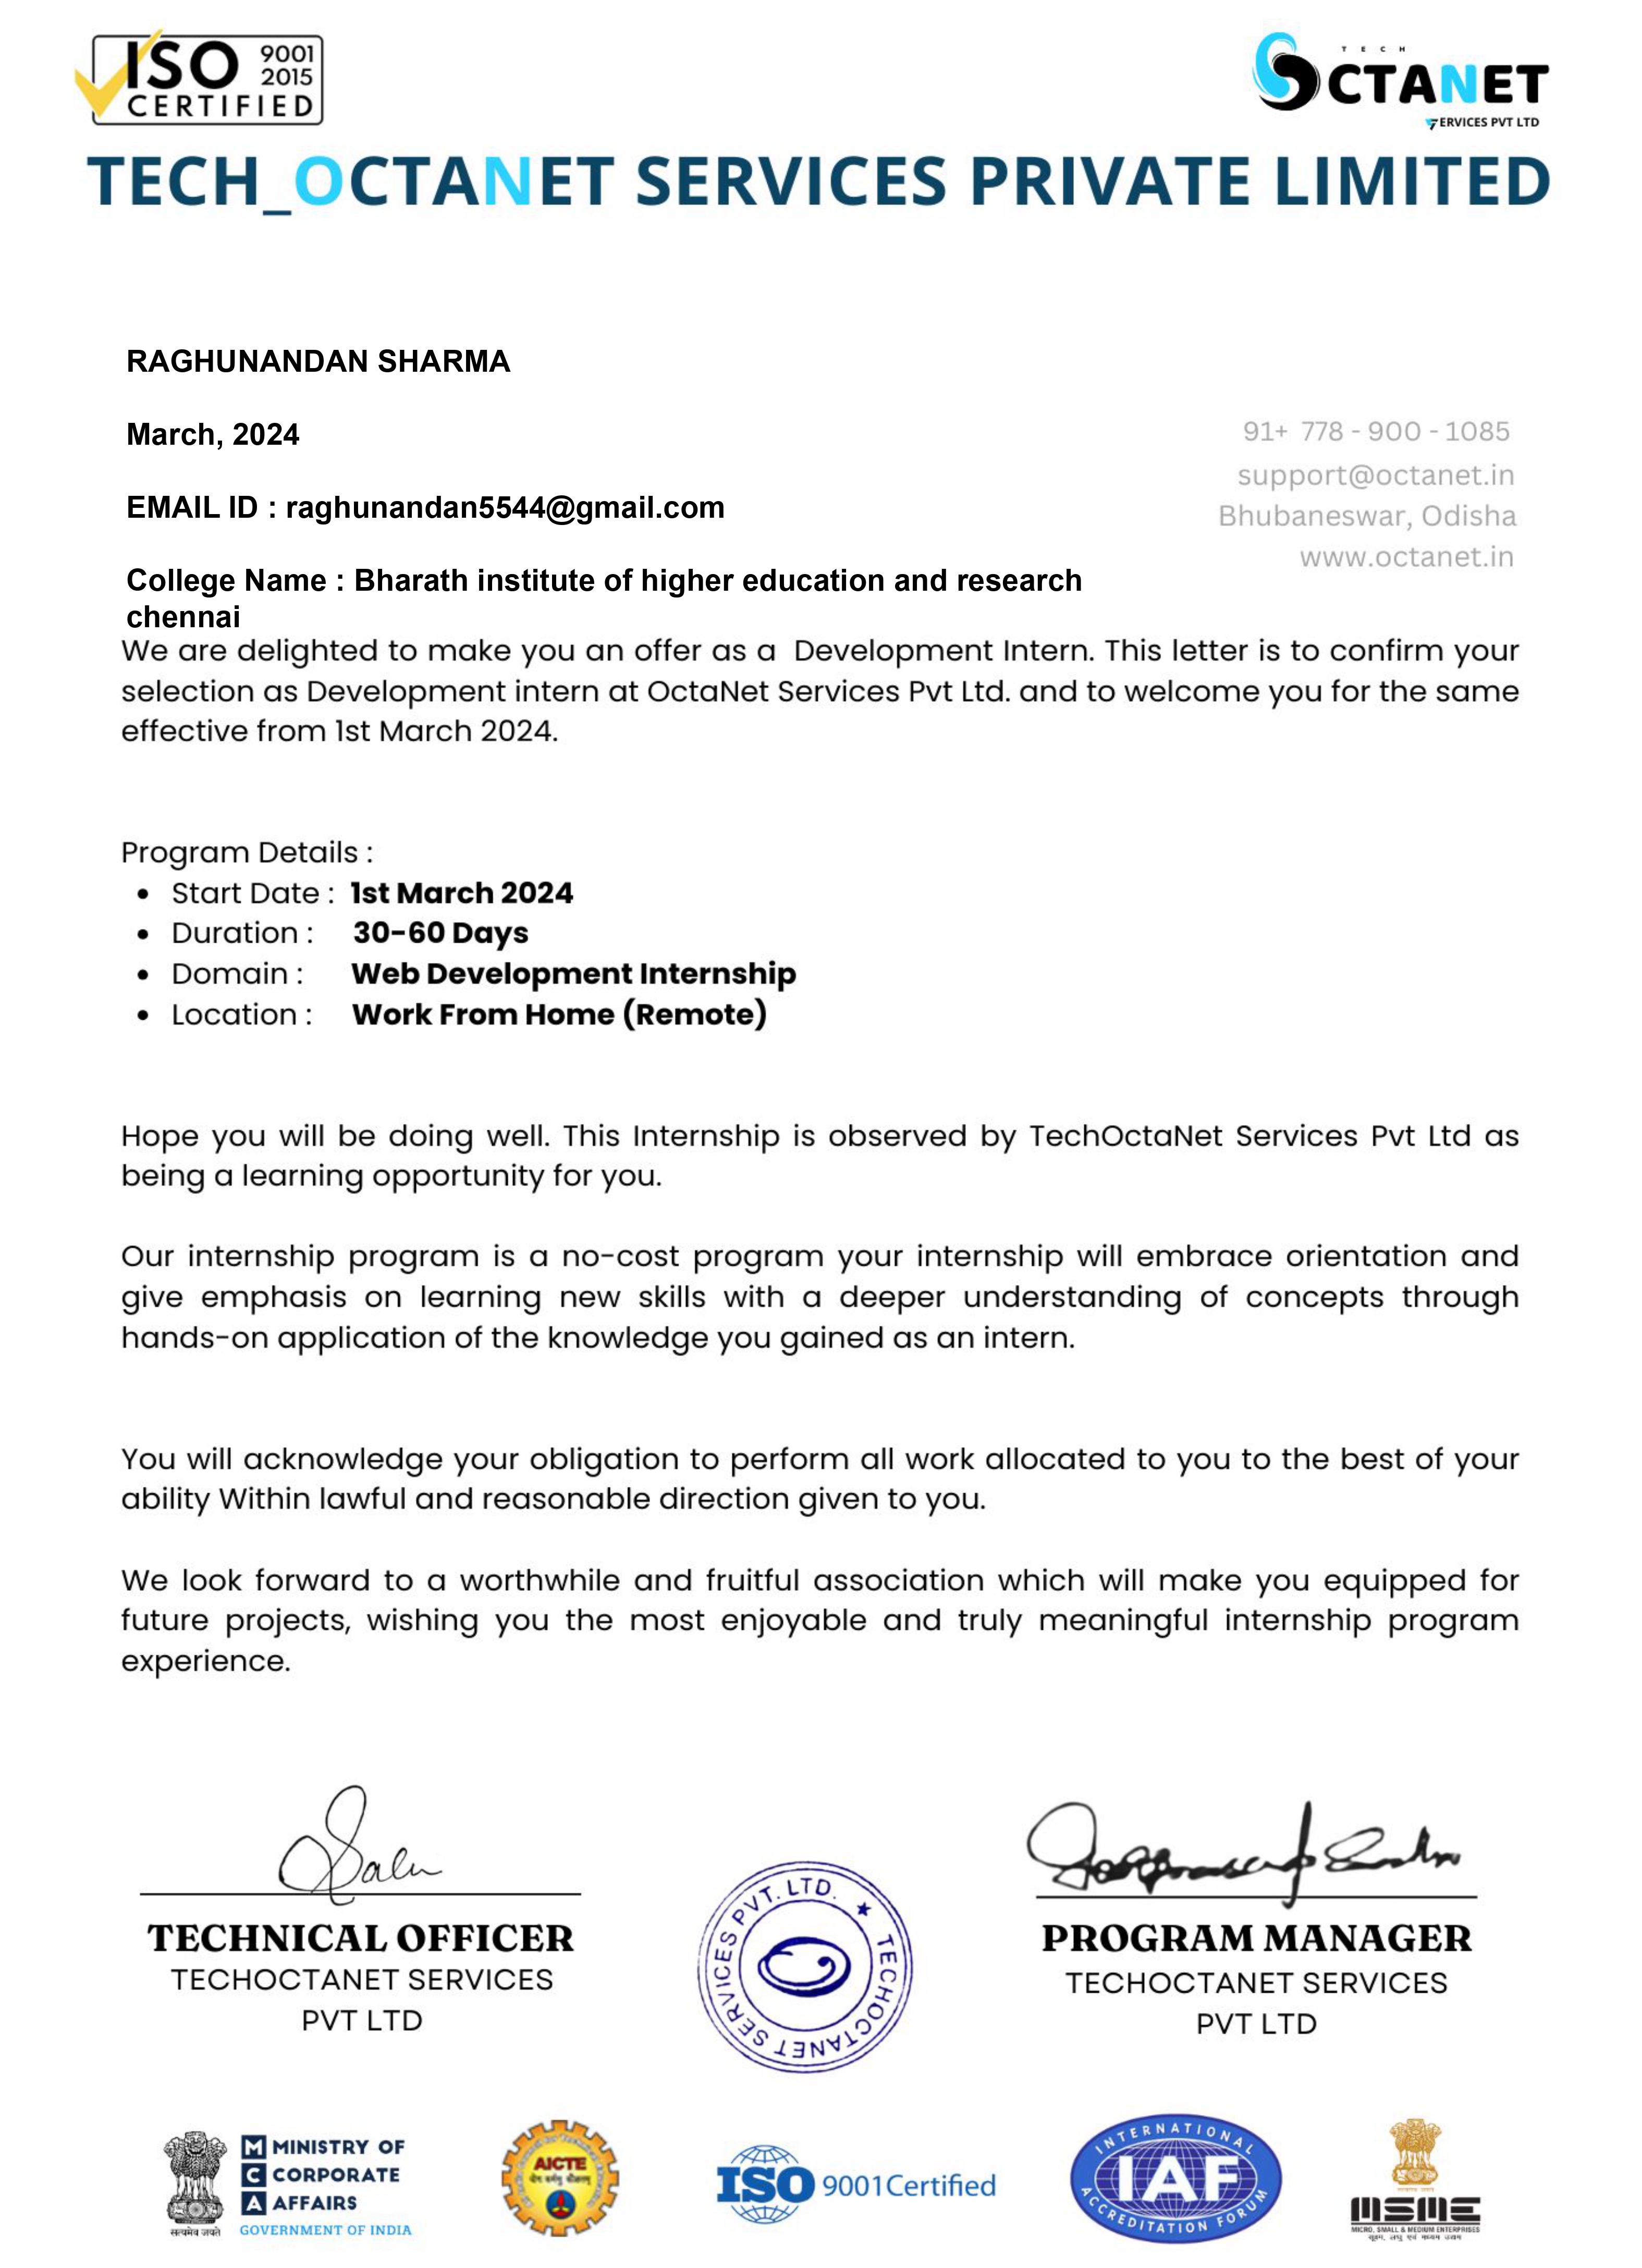 ISO 9001 2015
CERTIFIED
TECH
OCTANET
SERVICES PVT LTD
TECH_OCTANET SERVICES PRIVATE LIMITED
RAGHUNANDAN SHARMA
March, 2024
EMAIL ID : raghunandan5544@gmail.com
College Name : Bharath institute of higher education and research
chennai
91+ 778 - 900 - 1085
support@octanet.in
Bhubaneswar, Odisha
www.octanet.in
We are delighted to make you an offer as a Development Intern. This letter is to confirm your
selection as Development intern at OctaNet Services Pvt Ltd. and to welcome you for the same
effective from 1st March 2024.
Program Details :
• Start Date : 1st March 2024
• Duration : 30-60 Days
• Domain : Web Development Internship
• Location : Work From Home (Remote)
Hope you will be doing well. This Internship is observed by TechOctaNet Services Pvt Ltd as
being a learning opportunity for you.
Our internship program is a no-cost program your internship will embrace orientation and
give emphasis on learning new skills with a deeper understanding of concepts through
hands-on application of the knowledge you gained as an intern.
You will acknowledge your obligation to perform all work allocated to you to the best of your
ability Within lawful and reasonable direction given to you.
We look forward to a worthwhile and fruitful association which will make you equipped for
future projects, wishing you the most enjoyable and truly meaningful internship program
experience.
TECHNICAL OFFICER
TECHOCTANET SERVICES
PVT LTD
TECHOCTANET SERVICES PVT. LTD. ★
PROGRAM MANAGER
TECHOCTANET SERVICES
PVT LTD
सत्यमेव जयते
M MINISTRY OF
C CORPORATE
A AFFAIRS
GOVERNMENT OF INDIA
AICTE
ISO 9001 Certified
INTERNATIONAL
IAF
ACCREDITATION FORUM
MSME
MICRO, SMALL & MEDIUM ENTERPRISES
सूक्ष्म, लघु एवं मध्यम उद्यम